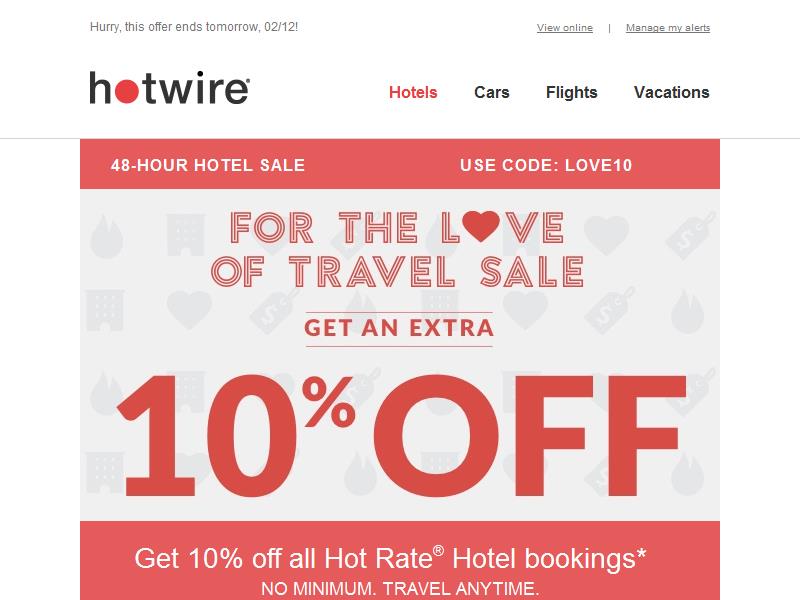 Hurry, this offer ends tomorrow, 02/12!
View online | Manage my alerts
hotwire®
Hotels Cars Flights Vacations
48-HOUR HOTEL SALE USE CODE: LOVE10
FOR THE L♥VE
OF TRAVEL SALE
GET AN EXTRA
10% OFF
Get 10% off all Hot Rate® Hotel bookings*
NO MINIMUM. TRAVEL ANYTIME.